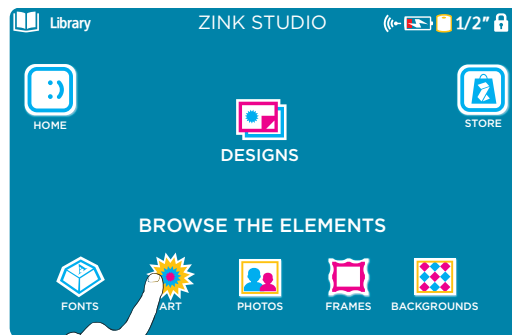 Library ZINK STUDIO 1/2"
HOME
STORE
DESIGNS
BROWSE THE ELEMENTS
FONTS ART PHOTOS FRAMES BACKGROUNDS